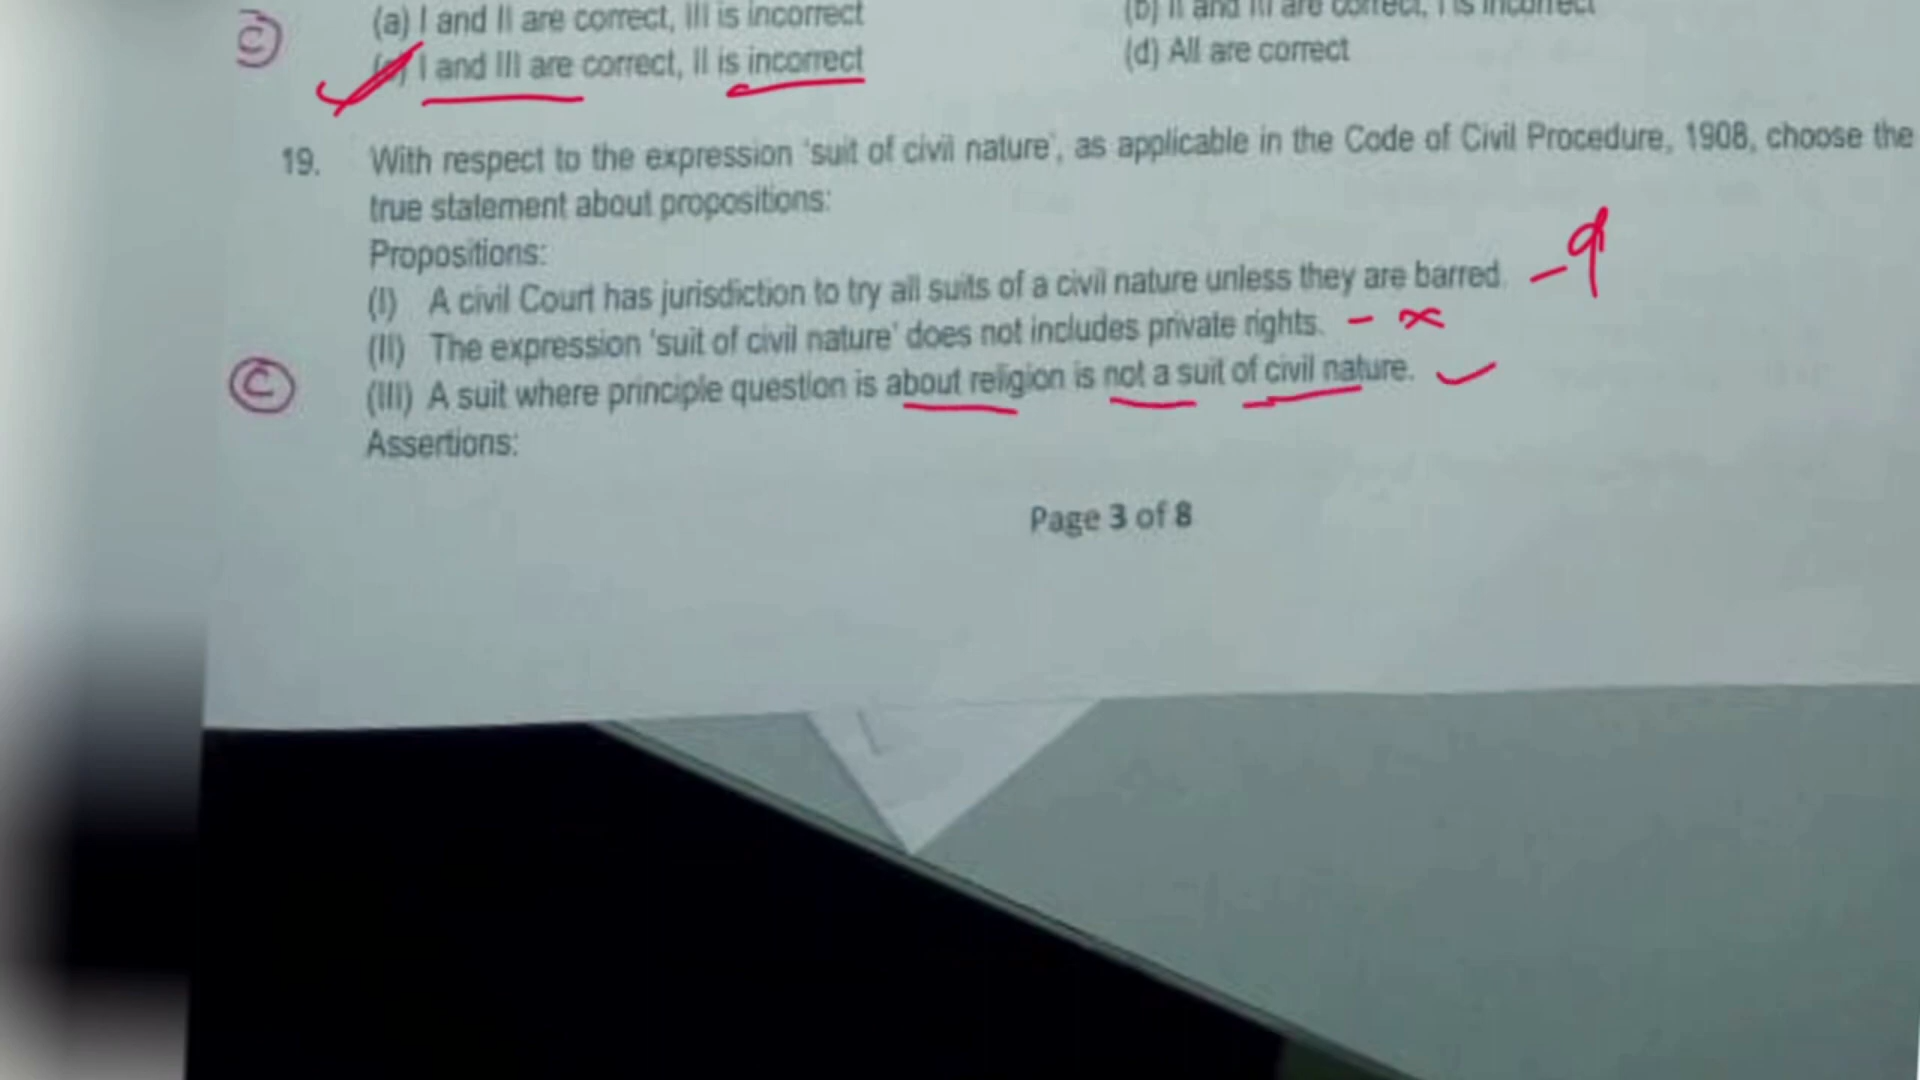 (a) I and II are correct, III is incorrect
(b) II and III are correct, I is incorrect
C
(c) I and III are correct, II is incorrect
(d) All are correct
19. With respect to the expression 'suit of civil nature', as applicable in the Code of Civil Procedure, 1908, choose the
true statement about propositions:
Propositions:
(I) A civil Court has jurisdiction to try all suits of a civil nature unless they are barred.
(II) The expression 'suit of civil nature' does not includes private rights. - x
C
(III) A suit where principle question is about religion is not a suit of civil nature.
Assertions:
Page 3 of 8